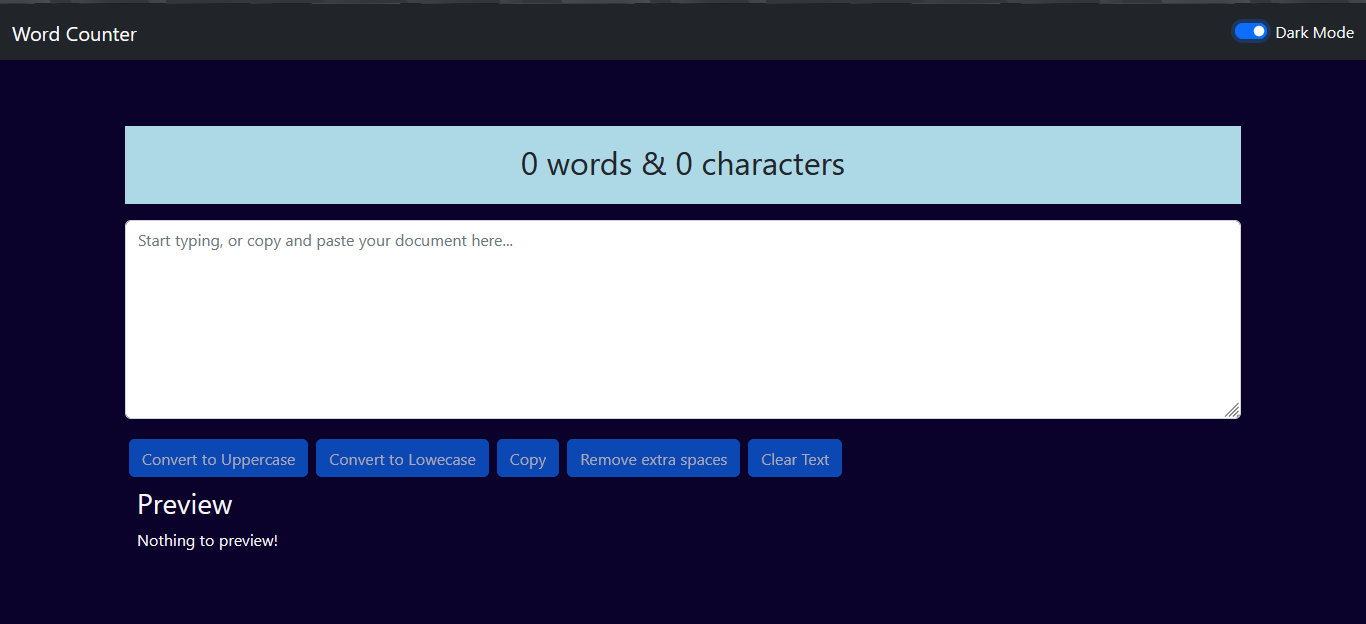 Word Counter
Dark Mode
0 words & 0 characters
Start typing, or copy and paste your document here...
Convert to Uppercase Convert to Lowecase Copy Remove extra spaces Clear Text
Preview
Nothing to preview!